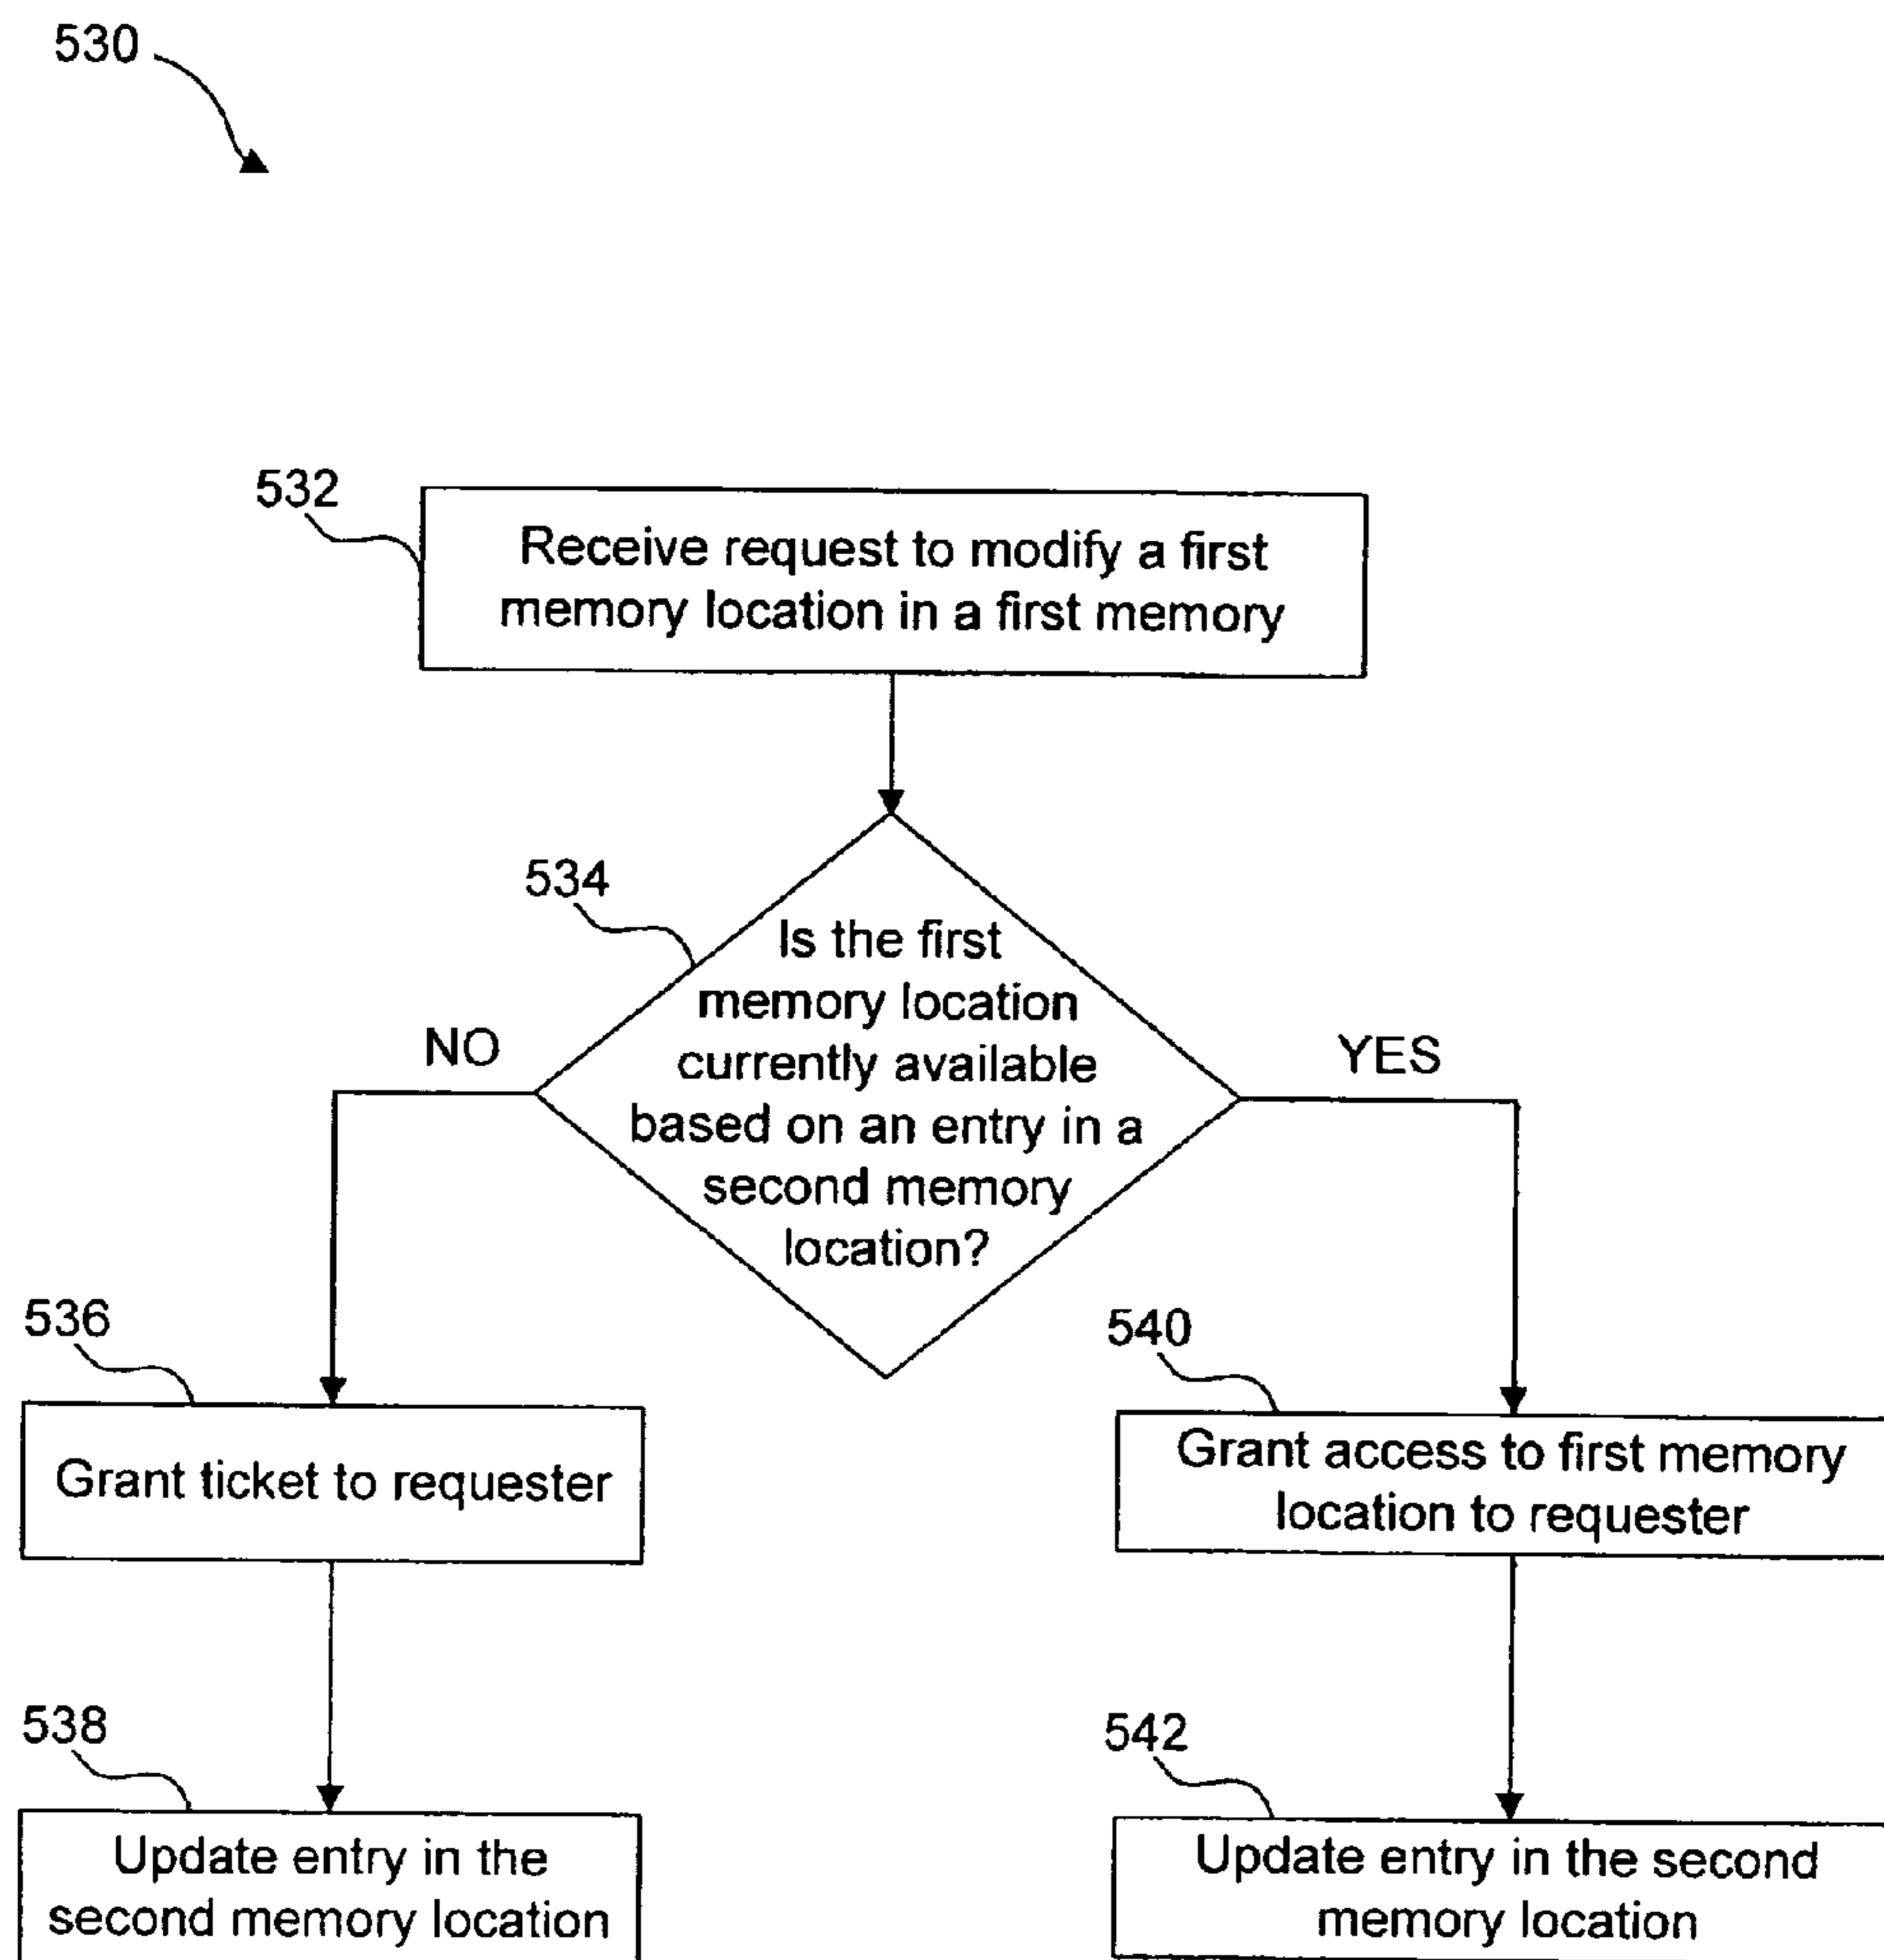 530
532
Receive request to modify a first
memory location in a first memory
534
Is the first
memory location
currently available
based on an entry in a
second memory
location?
NO
YES
536
Grant ticket to requester
540
Grant access to first memory
location to requester
538
Update entry in the
second memory location
542
Update entry in the second
memory location